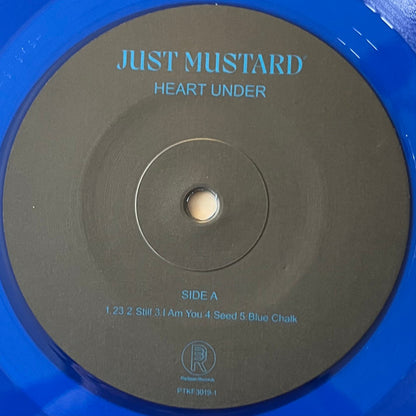 JUST MUSTARD
HEART UNDER
SIDE A
1.23 2.Still 3.I Am You 4.Seed 5.Blue Chalk
Partisan Records
PTKF3019-1